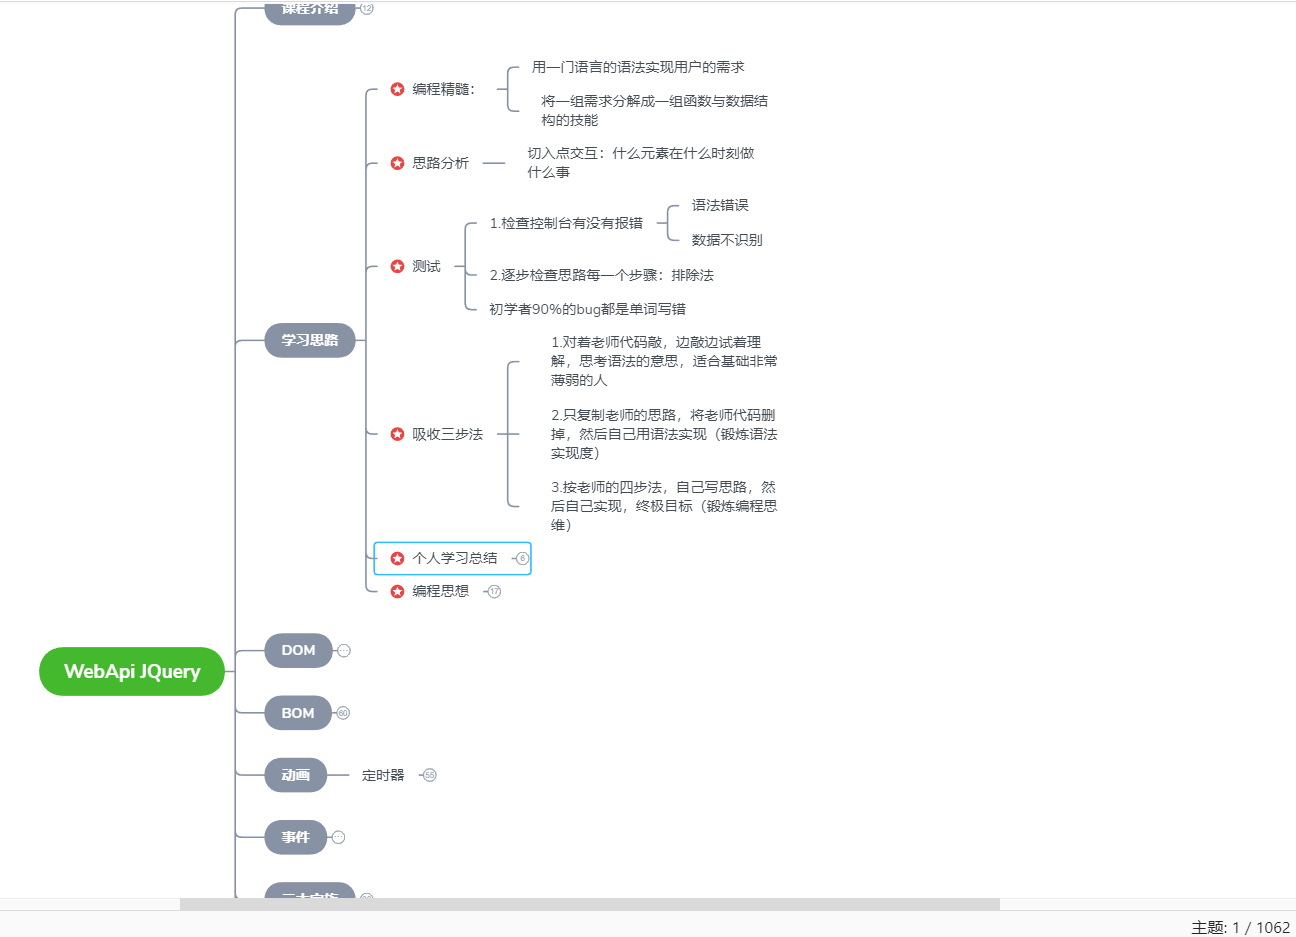 课程介绍 12
用一门语言的语法实现用户的需求
编程精髓：
将一组需求分解成一组函数与数据结
构的技能
切入点交互：什么元素在什么时刻做
什么事
思路分析
语法错误
1.检查控制台有没有报错
数据不识别
测试
2.逐步检查思路每一个步骤：排除法
初学者90%的bug都是单词写错
学习思路
1.对着老师代码敲，边敲边试着理
解，思考语法的意思，适合基础非常
薄弱的人
2.只复制老师的思路，将老师代码删
掉，然后自己用语法实现（锻炼语法
实现度）
吸收三步法
3.按老师的四步法，自己写思路，然
后自己实现，终极目标（锻炼编程思
维）
个人学习总结 6
编程思想 17
DOM ...
WebApi JQuery
BOM 60
动画 定时器 55
事件 ...
主题: 1 / 1062